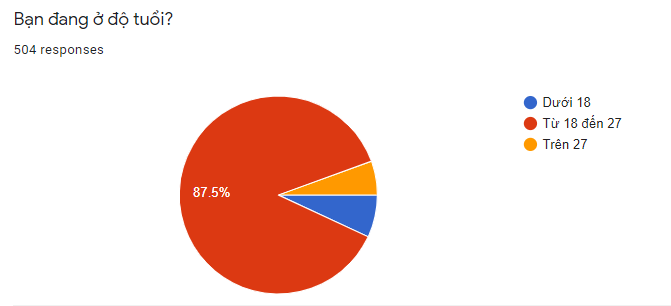 Bạn đang ở độ tuổi?
504 responses
Dưới 18
Từ 18 đến 27
Trên 27
87.5%